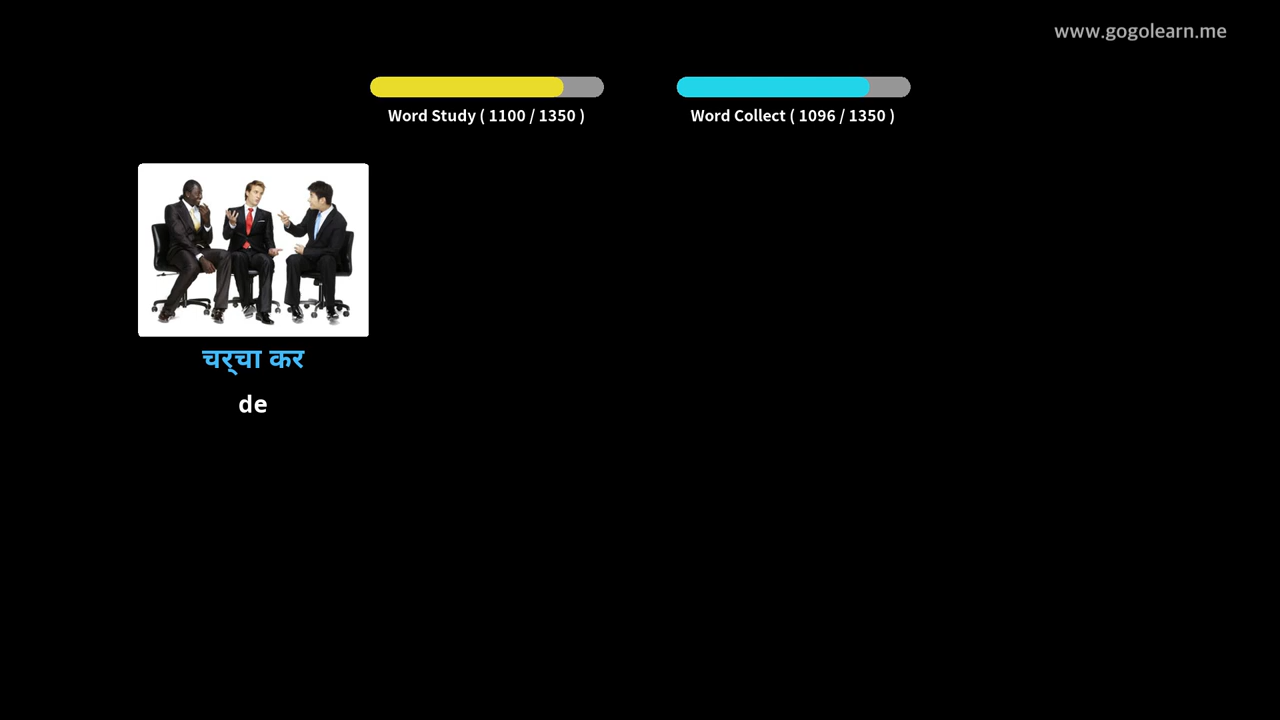 www.gogolearn.me
Word Study ( 1100 / 1350 )
Word Collect ( 1096 / 1350 )
चर्‌चा कर
de